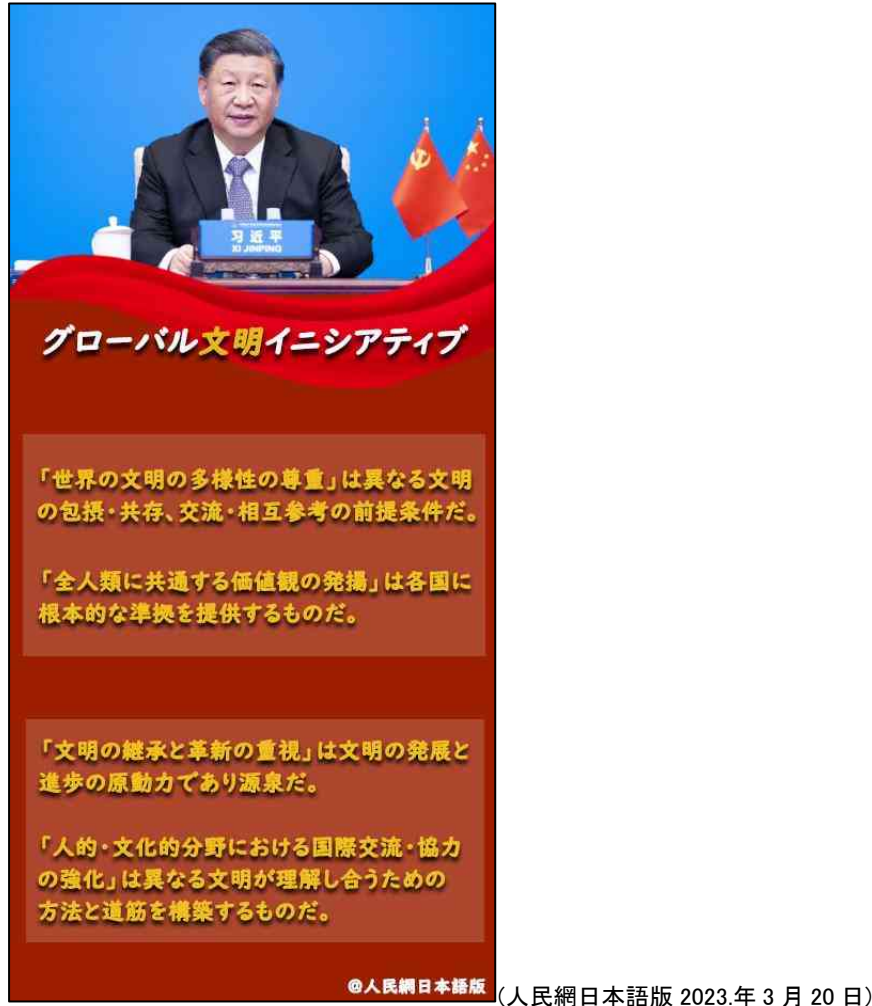 习近平
XI JINPING
グローバル文明イニシアティブ
「世界の文明の多様性の尊重」は異なる文明
の包摂・共存、交流・相互参考の前提条件だ。
「全人類に共通する価値観の発揚」は各国に
根本的な準拠を提供するものだ。
「文明の継承と革新の重視」は文明の発展と
進歩の原動力であり源泉だ。
「人的・文化的分野における国際交流・協力
の強化」は異なる文明が理解し合うための
方法と道筋を構築するものだ。
@人民網日本語版
(人民網日本語版 2023.年 3 月 20 日)